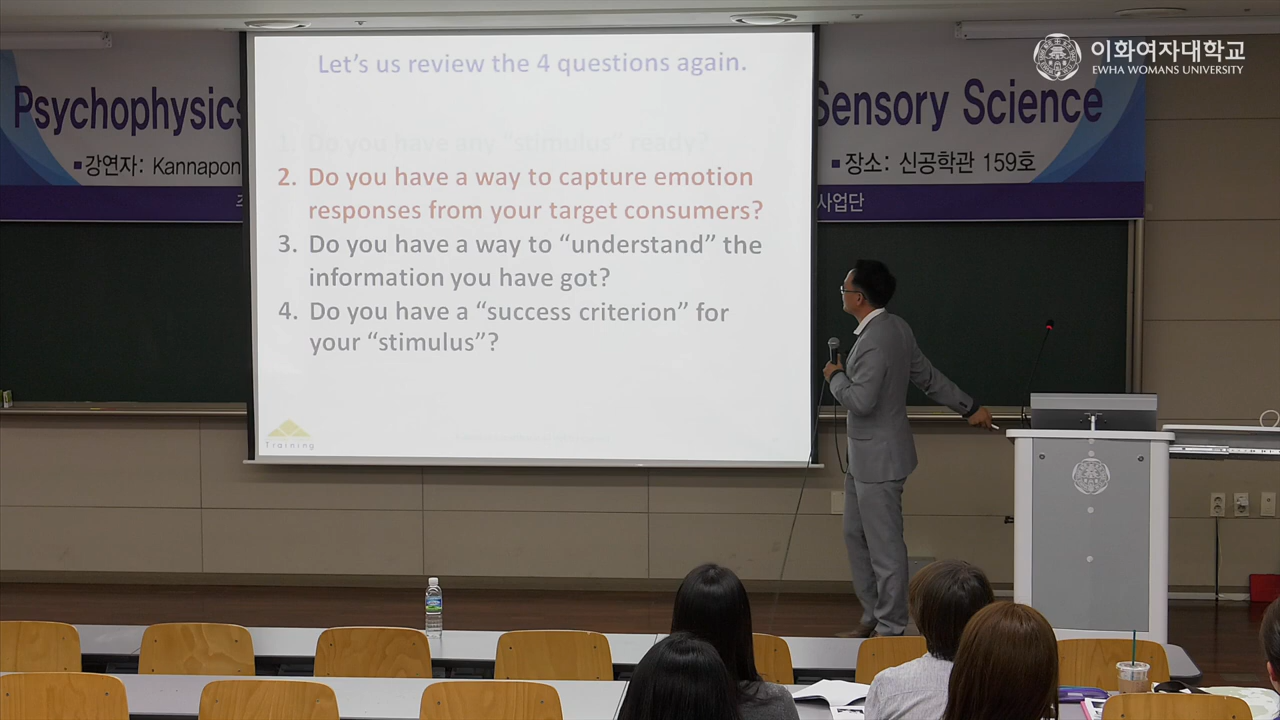 이화여자대학교
EWHA WOMANS UNIVERSITY
Let's us review the 4 questions again.
1. Do you have any “stimulus” ready?
2. Do you have a way to capture emotion
responses from your target consumers?
3. Do you have a way to “understand” the
information you have got?
4. Do you have a “success criterion” for
your “stimulus”?
Training
Psychophysics
Sensory Science
▪강연자: Kannapon
▪장소: 신공학관 159호
사업단